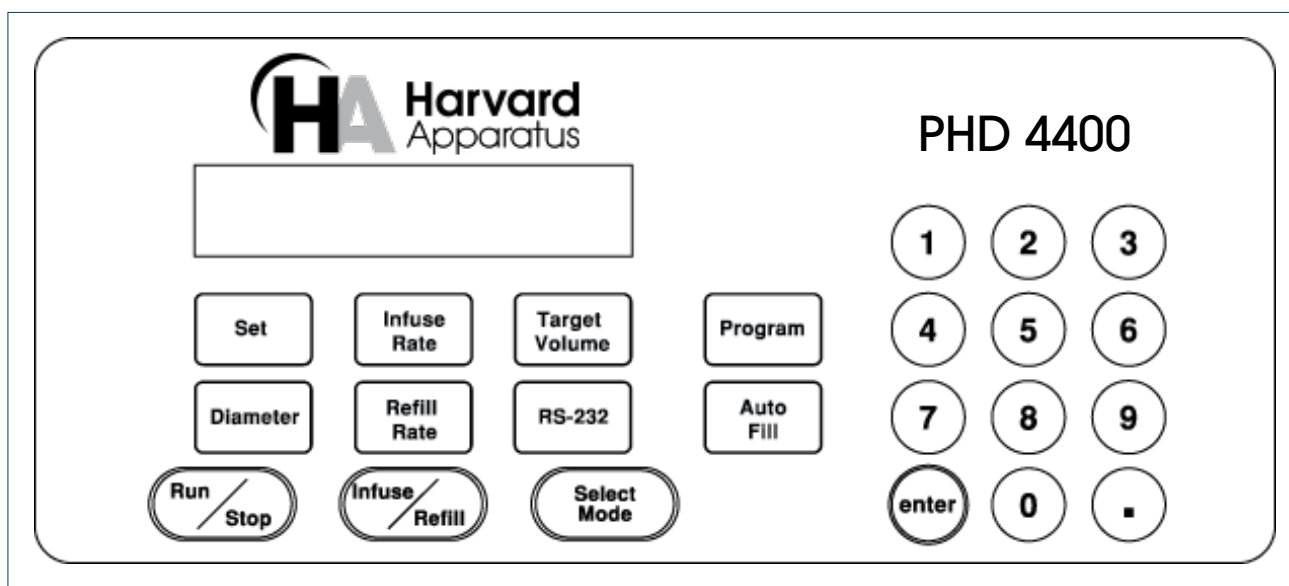 HA Harvard
Apparatus
PHD 4400
1 2 3
Set
Infuse
Rate
Target
Volume
Program
4 5 6
Diameter
Refill
Rate
RS-232
Auto
Fill
7 8 9
Run/
Stop
Infuse/
Refill
Select
Mode
enter 0 .